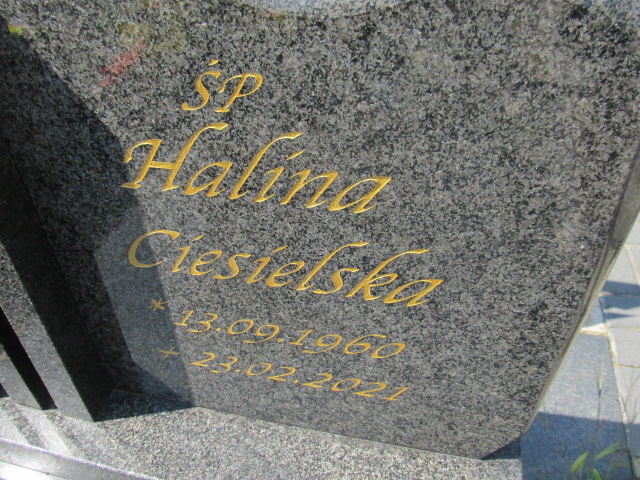 ŚP
Halina
Ciesielska
* 13.09.1960
+ 23.02.2021